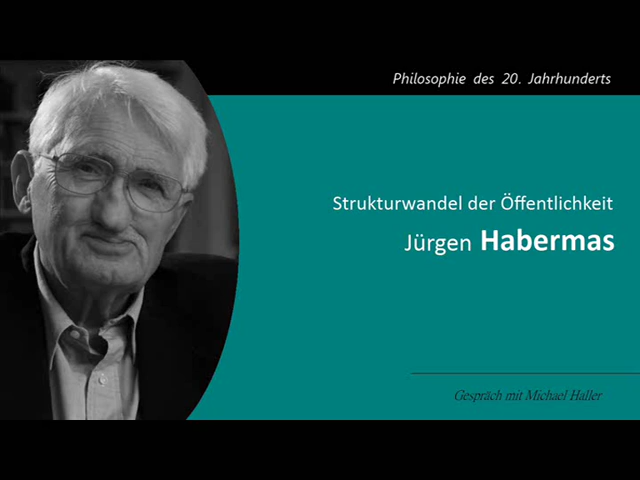 Philosophie des 20. Jahrhunderts
Strukturwandel der Öffentlichkeit
Jürgen Habermas
Gespräch mit Michael Haller